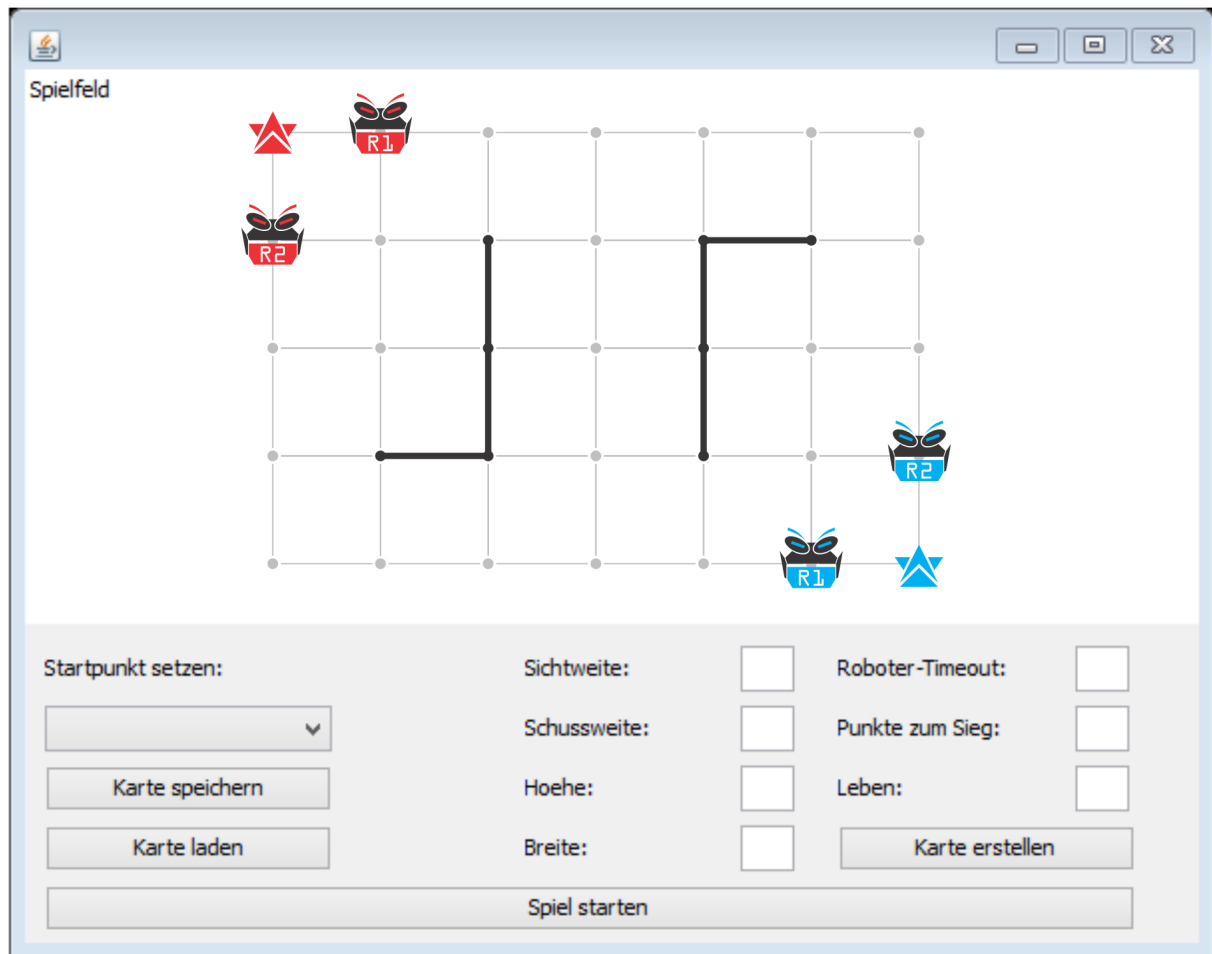 Spielfeld
R1
R2
R2
R1
Startpunkt setzen: Sichtweite: Roboter-Timeout:
Schussweite: Punkte zum Sieg:
Karte speichern Hoehe: Leben:
Karte laden Breite: Karte erstellen
Spiel starten